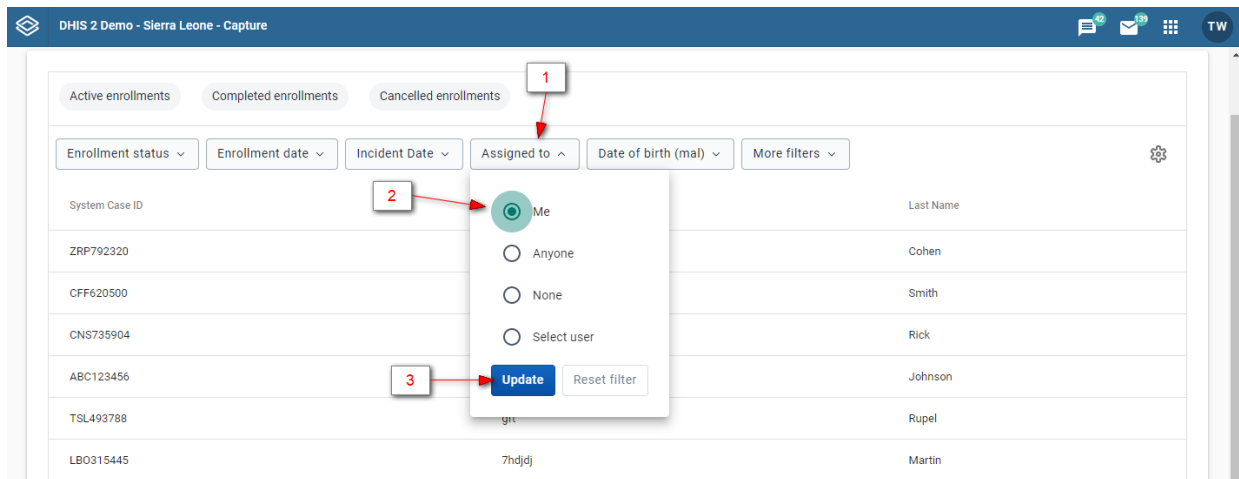 DHIS 2 Demo - Sierra Leone - Capture 42 139 TW
1
Active enrollments Completed enrollments Cancelled enrollments
Enrollment status Enrollment date Incident Date Assigned to Date of birth (mal) More filters
2
System Case ID Last Name
Me
ZRP792320 Anyone Cohen
CFF620500 None Smith
CNS735904 Select user Rick
ABC123456 3 Update Reset filter Johnson
TSL493788 Rupel
LBO315445 7hdjdj Martin